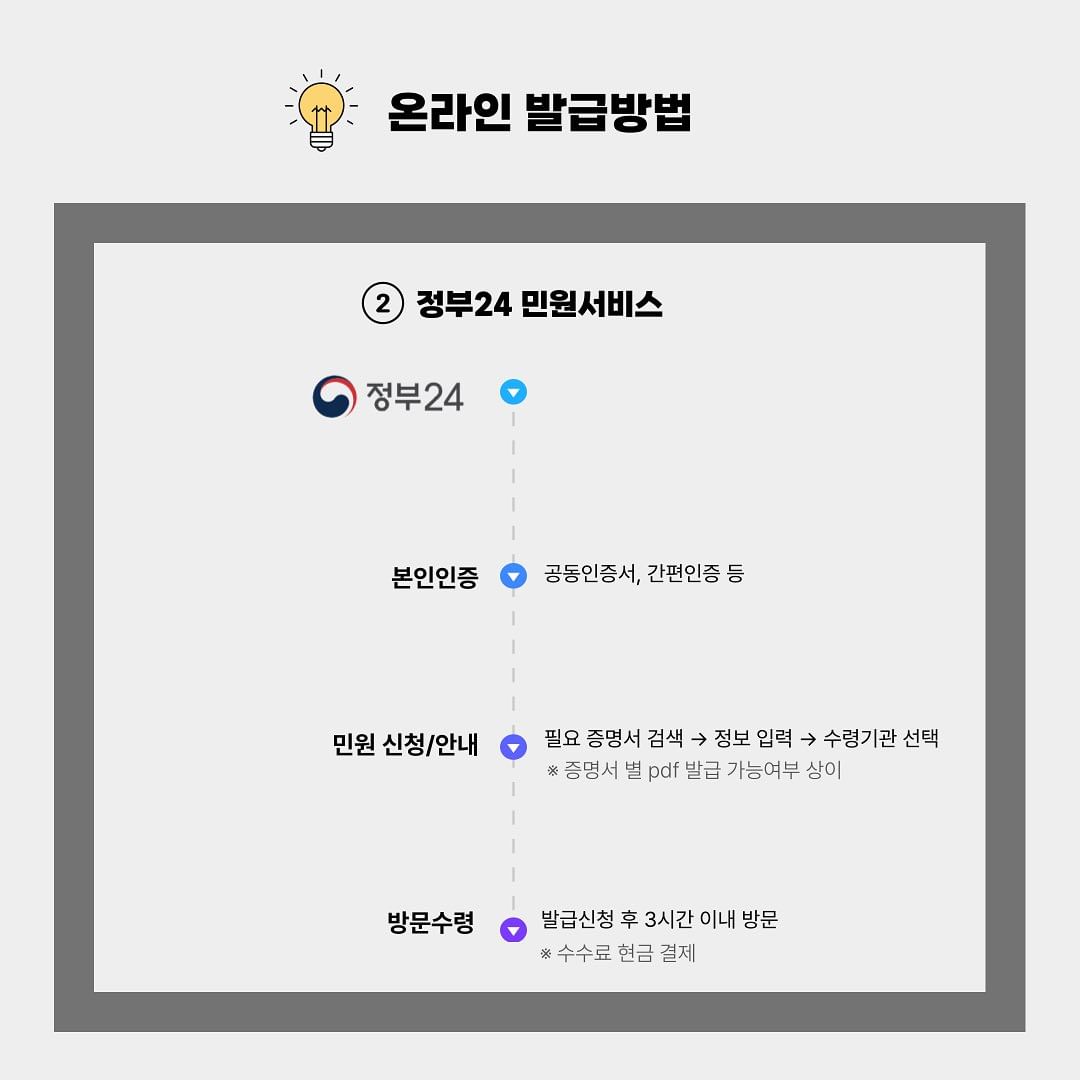 온라인 발급방법
② 정부24 민원서비스
정부24
본인인증
공동인증서, 간편인증 등
민원 신청/안내
필요 증명서 검색 → 정보 입력 → 수령기관 선택
※ 증명서 별 pdf 발급 가능여부 상이
방문수령
발급신청 후 3시간 이내 방문
※ 수수료 현금 결제